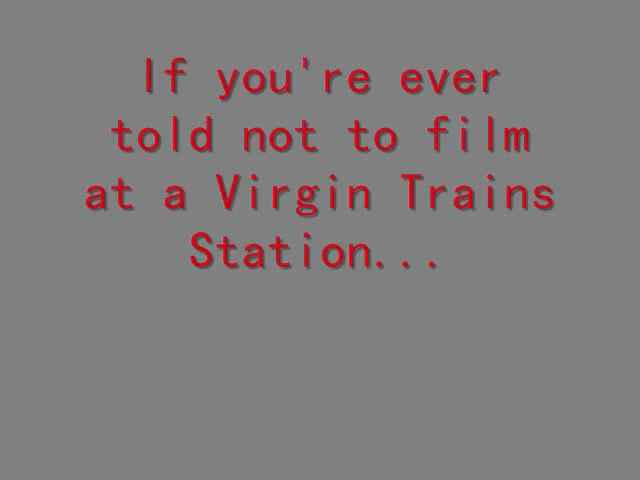 If you're ever
told not to film
at a Virgin Trains
Station...